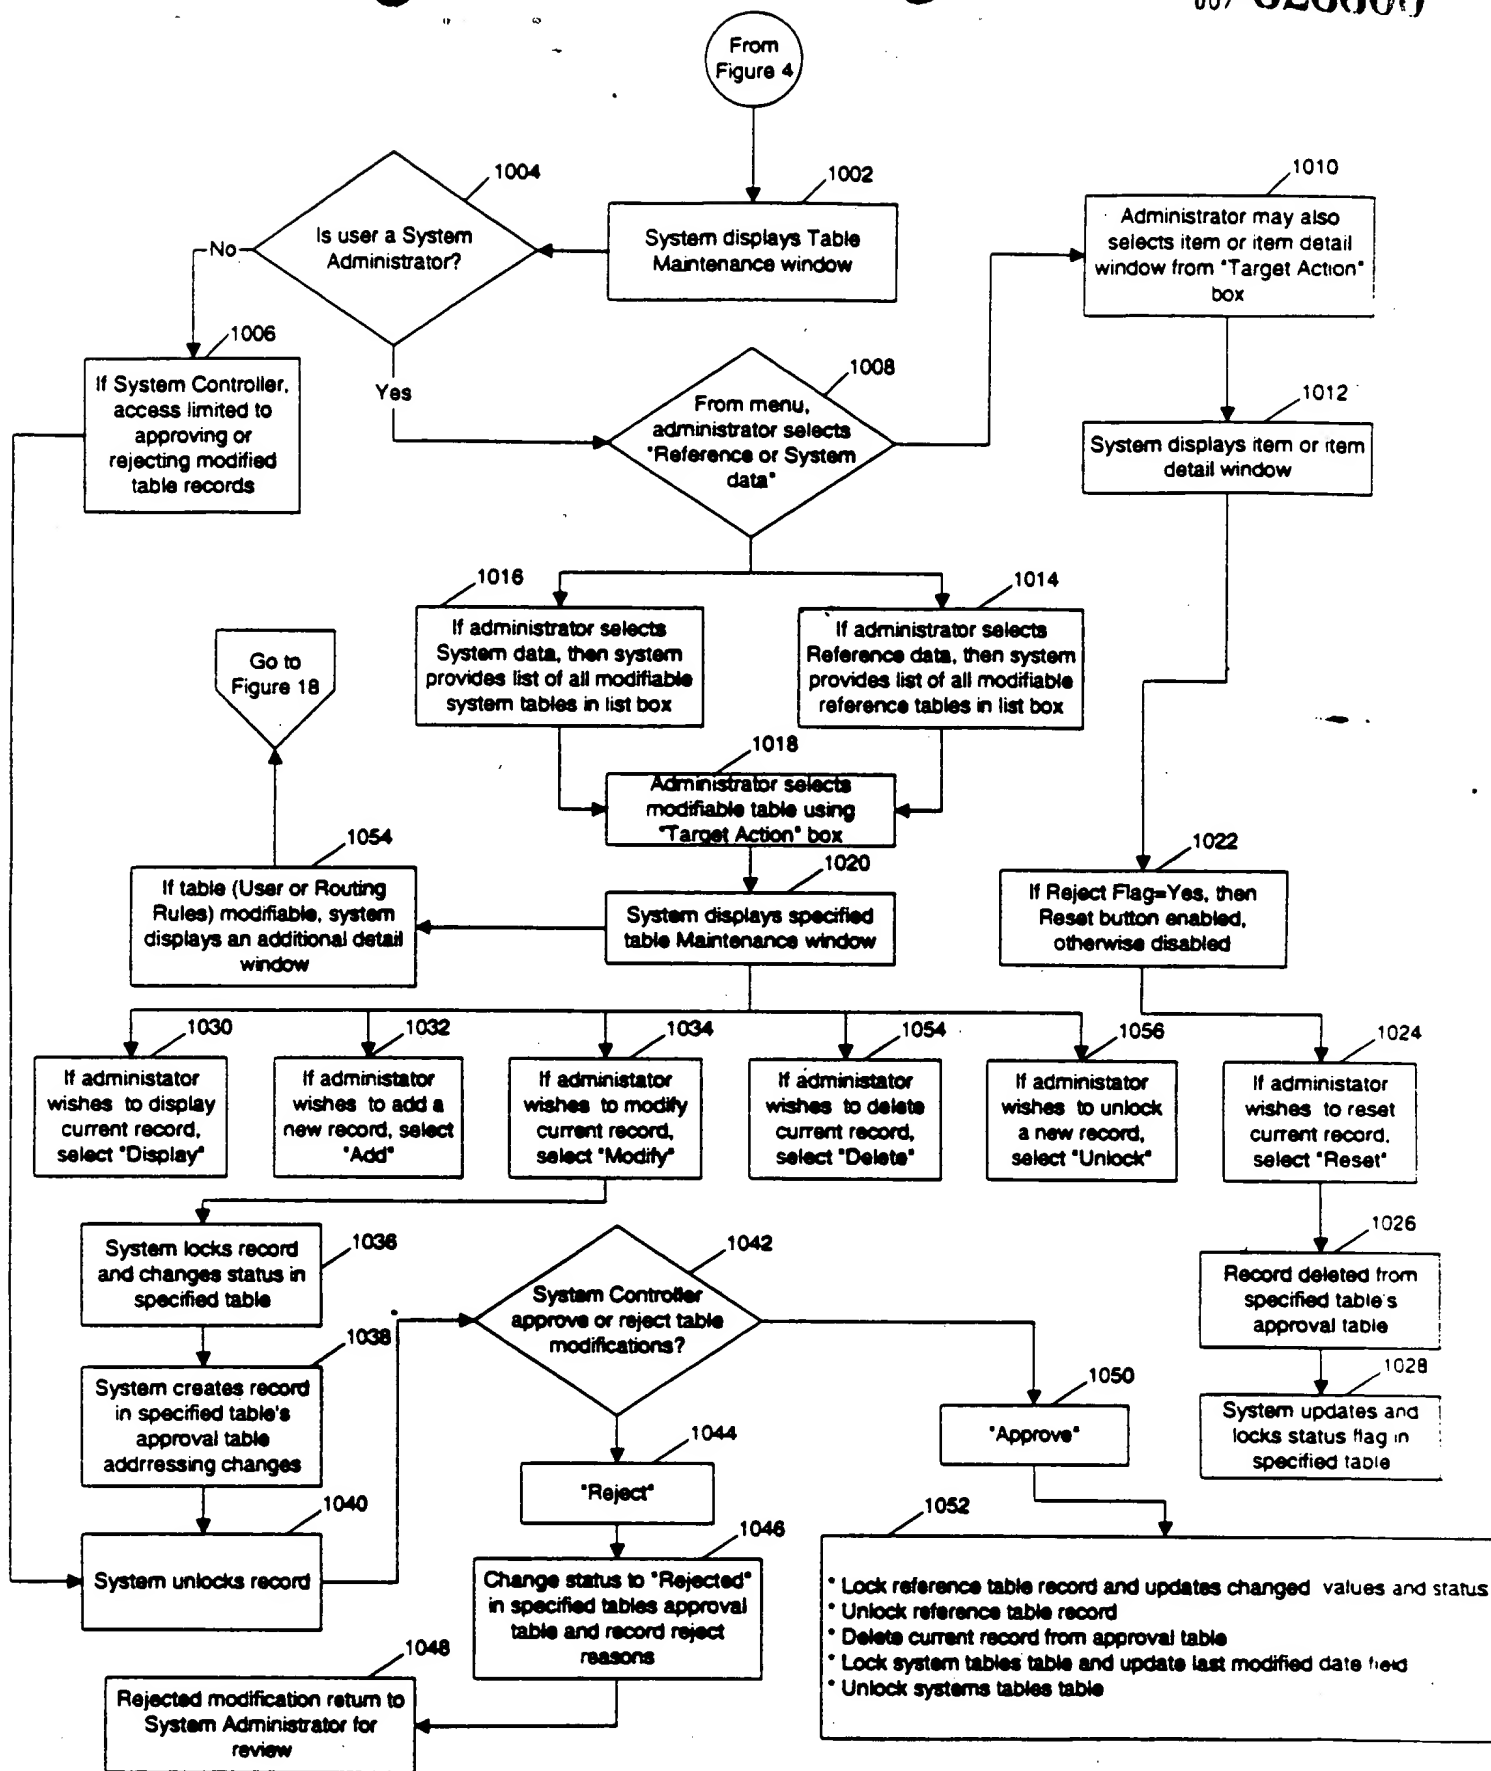 From
Figure 4
1004
Is user a System
Administrator?
No
Yes
1002
System displays Table
Maintenance window
1010
Administrator may also
selects item or item detail
window from "Target Action"
box
1006
If System Controller,
access limited to
approving or
rejecting modified
table records
1008
From menu,
administrator selects
"Reference or System
data"
1012
System displays item or item
detail window
1016
If administrator selects
System data, then system
provides list of all modifiable
system tables in list box
1014
If administrator selects
Reference data, then system
provides list of all modifiable
reference tables in list box
Go to
Figure 18
1018
Administrator selects
modifiable table using
"Target Action" box
1054
If table (User or Routing
Rules) modifiable, system
displays an additional detail
window
1020
System displays specified
table Maintenance window
1022
If Reject Flag=Yes, then
Reset button enabled,
otherwise disabled
1030
If administator
wishes to display
current record,
select "Display"
1032
If administator
wishes to add a
new record, select
"Add"
1034
If administator
wishes to modify
current record,
select "Modify"
1054
If administator
wishes to delete
current record,
select "Delete"
1056
If administator
wishes to unlock
a new record,
select "Unlock"
1024
If administator
wishes to reset
current record.
select "Reset"
1036
System locks record
and changes status in
specified table
1038
System creates record
in specified table's
approval table
addrressing changes
1040
System unlocks record
1042
System Controller
approve or reject table
modifications?
1026
Record deleted from
specified table's
approval table
1028
System updates and
locks status flag in
specified table
1044
"Reject"
1050
"Approve"
1046
Change status to "Rejected"
in specified tables approval
table and record reject
reasons
1048
Rejected modification return to
System Administrator for
review
1052
* Lock reference table record and updates changed values and status
* Unlock reference table record
* Delete current record from approval table
* Lock system tables table and update last modified date field
* Unlock systems tables table